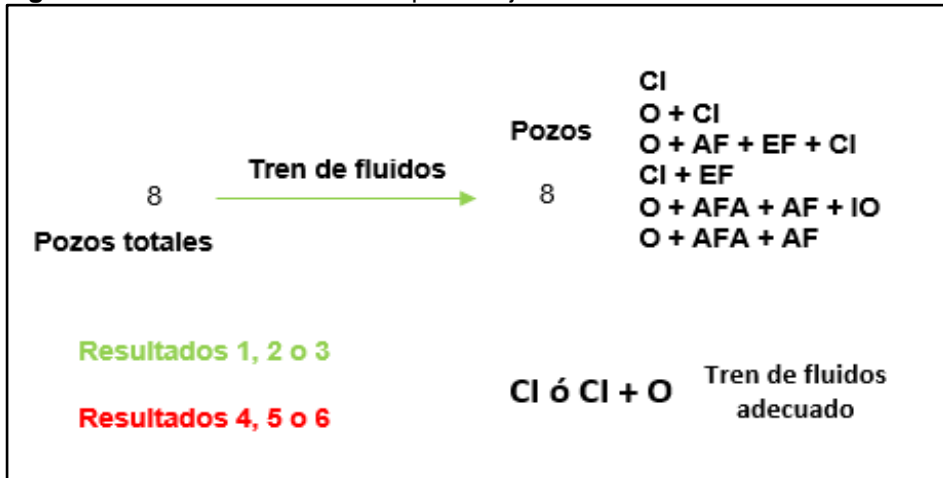 8
Pozos totales
Tren de fluidos
Pozos
8
CI
O + CI
O + AF + EF + CI
CI + EF
O + AFA + AF + IO
O + AFA + AF
Resultados 1, 2 o 3
Resultados 4, 5 o 6
CI ó CI + O
Tren de fluidos
adecuado